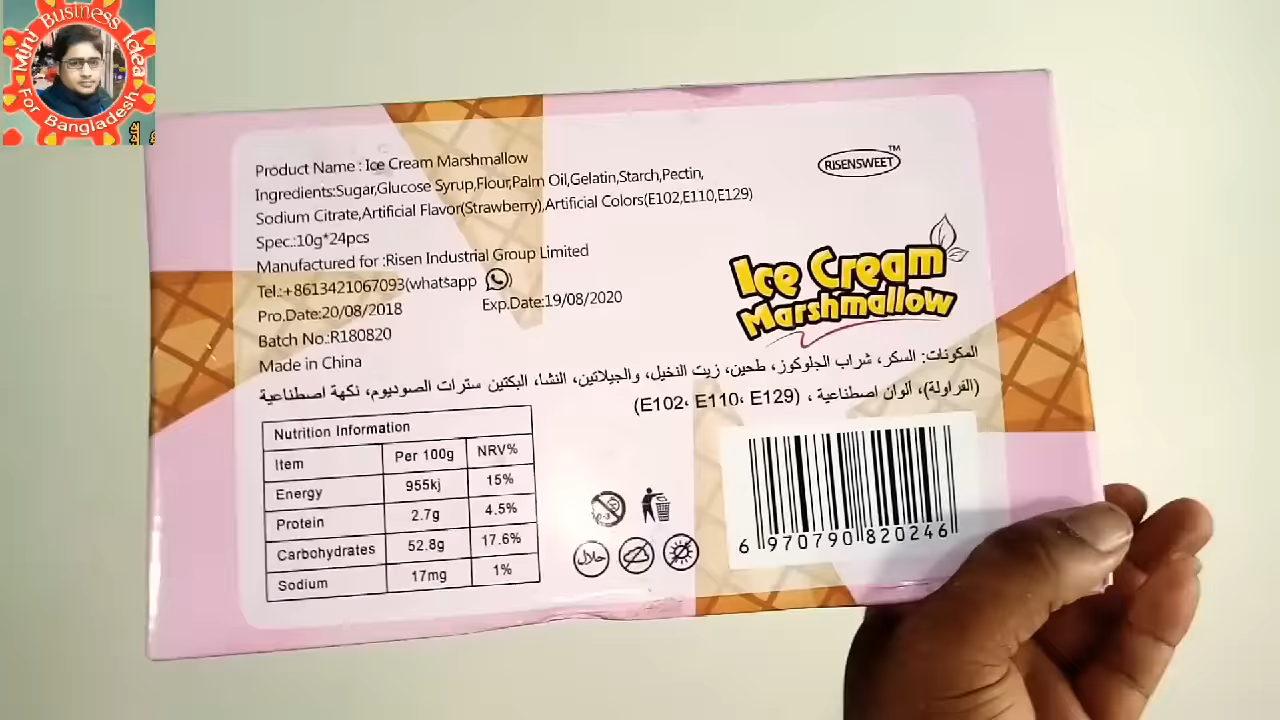 Mini Business Idea
For Bangladesh
Product Name : Ice Cream Marshmallow
Ingredients:Sugar,Glucose Syrup,Flour,Palm Oil,Gelatin,Starch,Pectin,
Sodium Citrate,Artificial Flavor(Strawberry),Artificial Colors(E102,E110,E129)
Spec.:10g*24pcs
Manufactured for :Risen Industrial Group Limited
Tel.:+8613421067093(whatsapp )
Pro,Date:20/08/2018 Exp.Date:19/08/2020
Batch No.:R180820
Made in China
RISENSWEET TM
Ice Cream
Marshmallow
المكونات: السكر، شراب الجلوكوز، طحين، زيت النخيل، والجيلاتين، النشا، البكتين سترات الصوديوم، نكهة اصطناعية
(الفراولة)، ألوان اصطناعية ، (E102، E110، E129)
Nutrition Information
Item Per 100g NRV%
Energy 955kj 15%
Protein 2.7g 4.5%
Carbohydrates 52.8g 17.6%
Sodium 17mg 1%
0-3
حلال
6 970790 820246